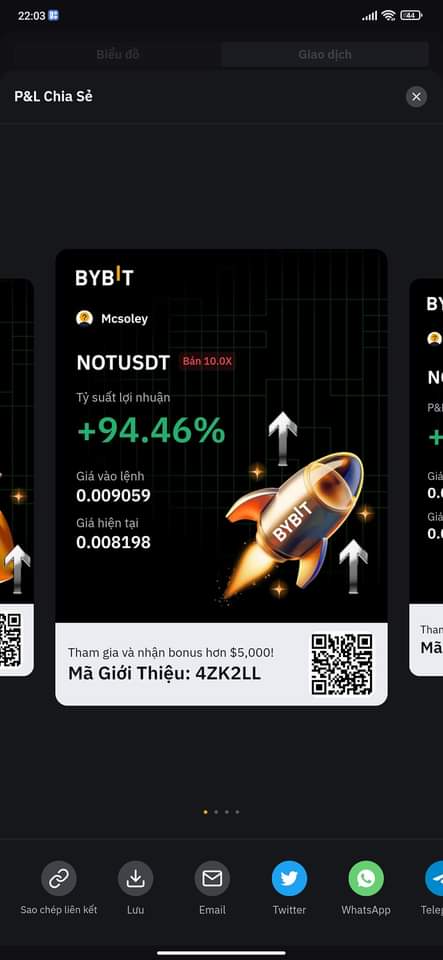 22:03
44
Biểu đồ
Giao dịch
P&L Chia Sẻ
BYBIT
Mcsoley
NOTUSDT Bán 10.0X
Tỷ suất lợi nhuận
+94.46%
Giá vào lệnh
0.009059
Giá hiện tại
0.008198
BYBIT
Tham gia và nhận bonus hơn $5,000!
Mã Giới Thiệu: 4ZK2LL
BY
N
P&
+
Giá
0.0
Giá
0.0
Tham
Mã
Sao chép liên kết
Lưu
Email
Twitter
WhatsApp
Teleg